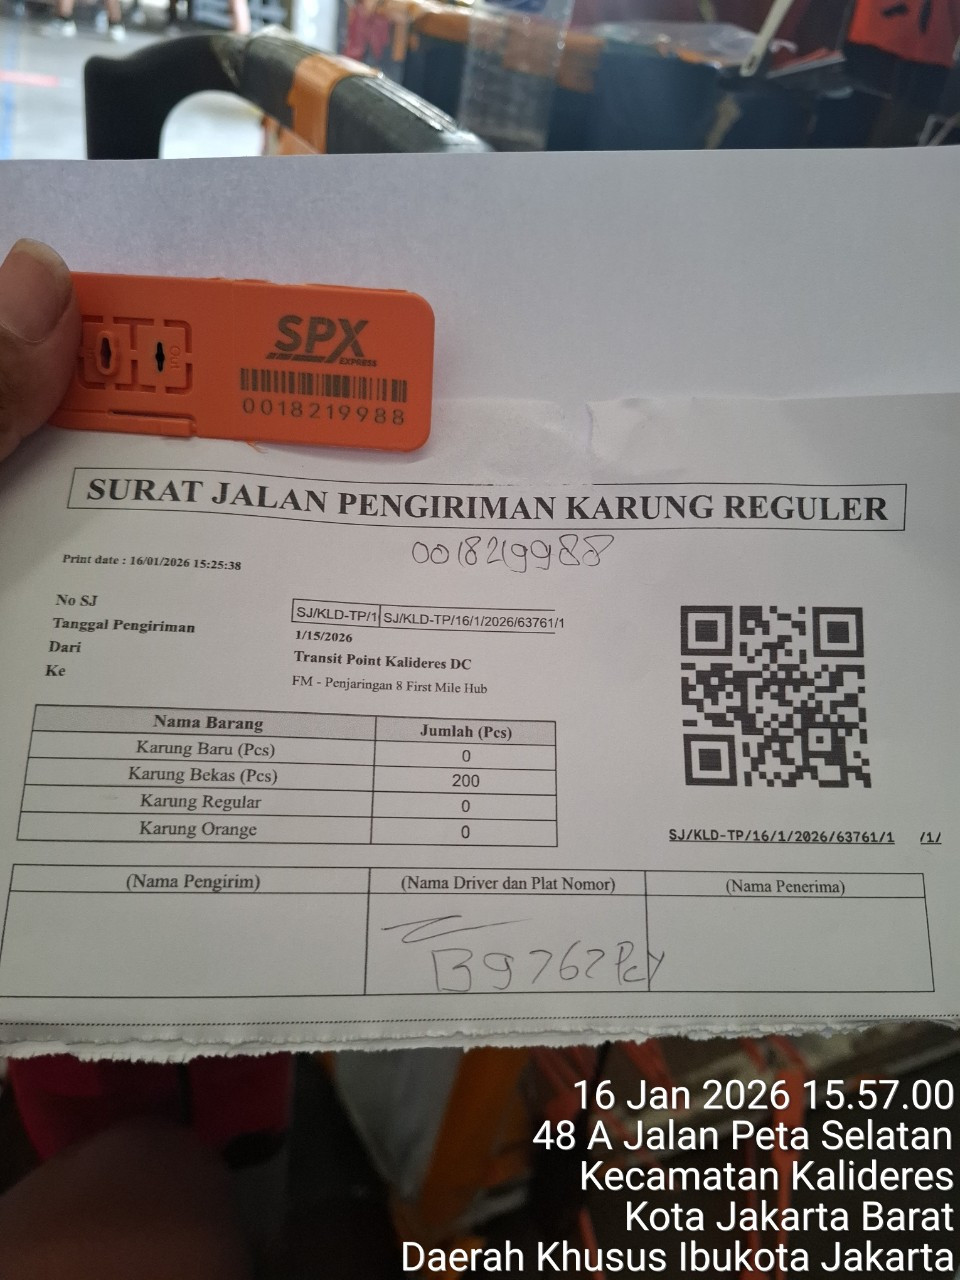 SPX
EXPRESS
0018219988
Out
SURAT JALAN PENGIRIMAN KARUNG REGULER
0018219988
Print date : 16/01/2026 15:25:38
No SJ SJ/KLD-TP/1 SJ/KLD-TP/16/1/2026/63761/1
Tanggal Pengiriman 1/15/2026
Dari Transit Point Kalideres DC
Ke FM - Penjaringan 8 First Mile Hub
Nama Barang Jumlah (Pcs)
Karung Baru (Pcs) 0
Karung Bekas (Pcs) 200
Karung Regular 0
Karung Orange 0
SJ/KLD-TP/16/1/2026/63761/1 /1/
(Nama Pengirim) (Nama Driver dan Plat Nomor) (Nama Penerima)
B 9762 PCY
16 Jan 2026 15.57.00
48 A Jalan Peta Selatan
Kecamatan Kalideres
Kota Jakarta Barat
Daerah Khusus Ibukota Jakarta